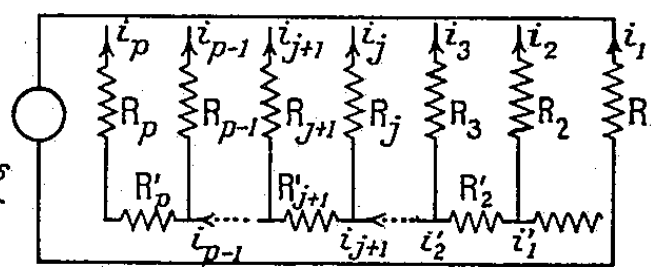 i_p i_{p-1} i_{j+1} i_j i_3 i_2 i_1
R_p R_{p-1} R_{j+1} R_j R_3 R_2 R
R'_p R'_{j+1} R'_2
i_{p-1} i_{j+1} i'_2 i'_1